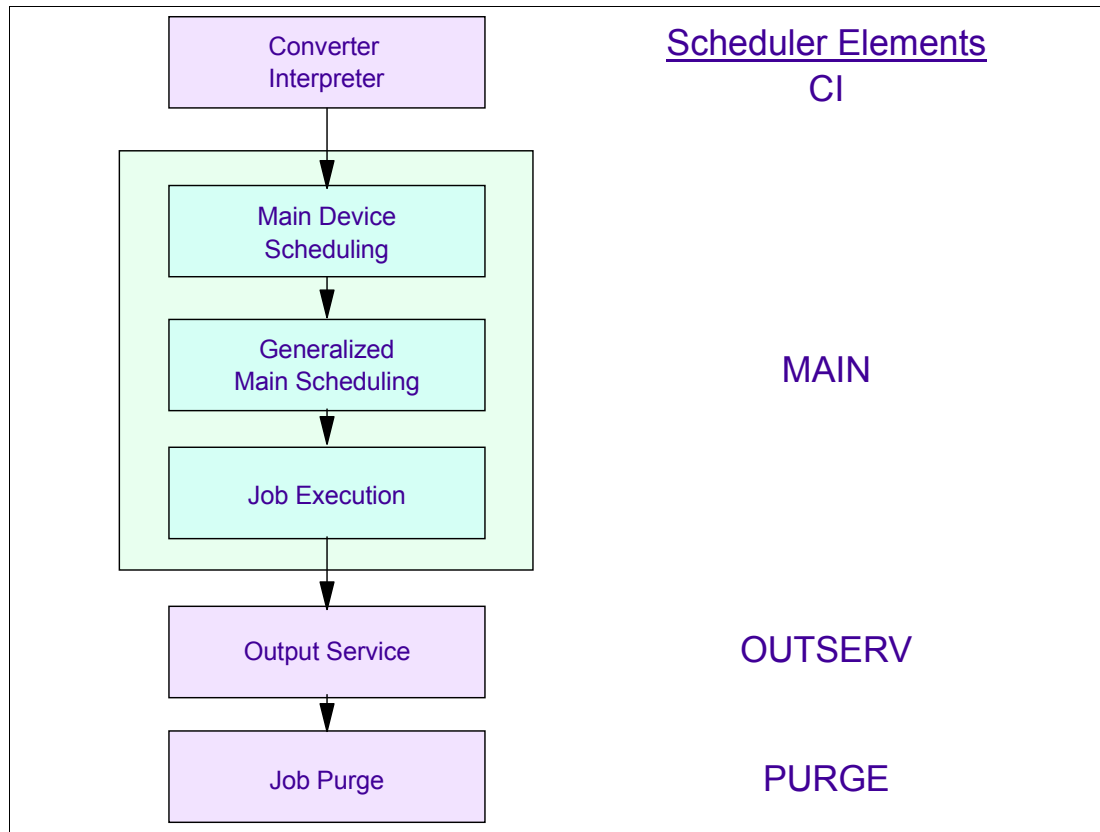 Converter
Interpreter
Scheduler Elements
CI
Main Device
Scheduling
Generalized
Main Scheduling
MAIN
Job Execution
Output Service
OUTSERV
Job Purge
PURGE